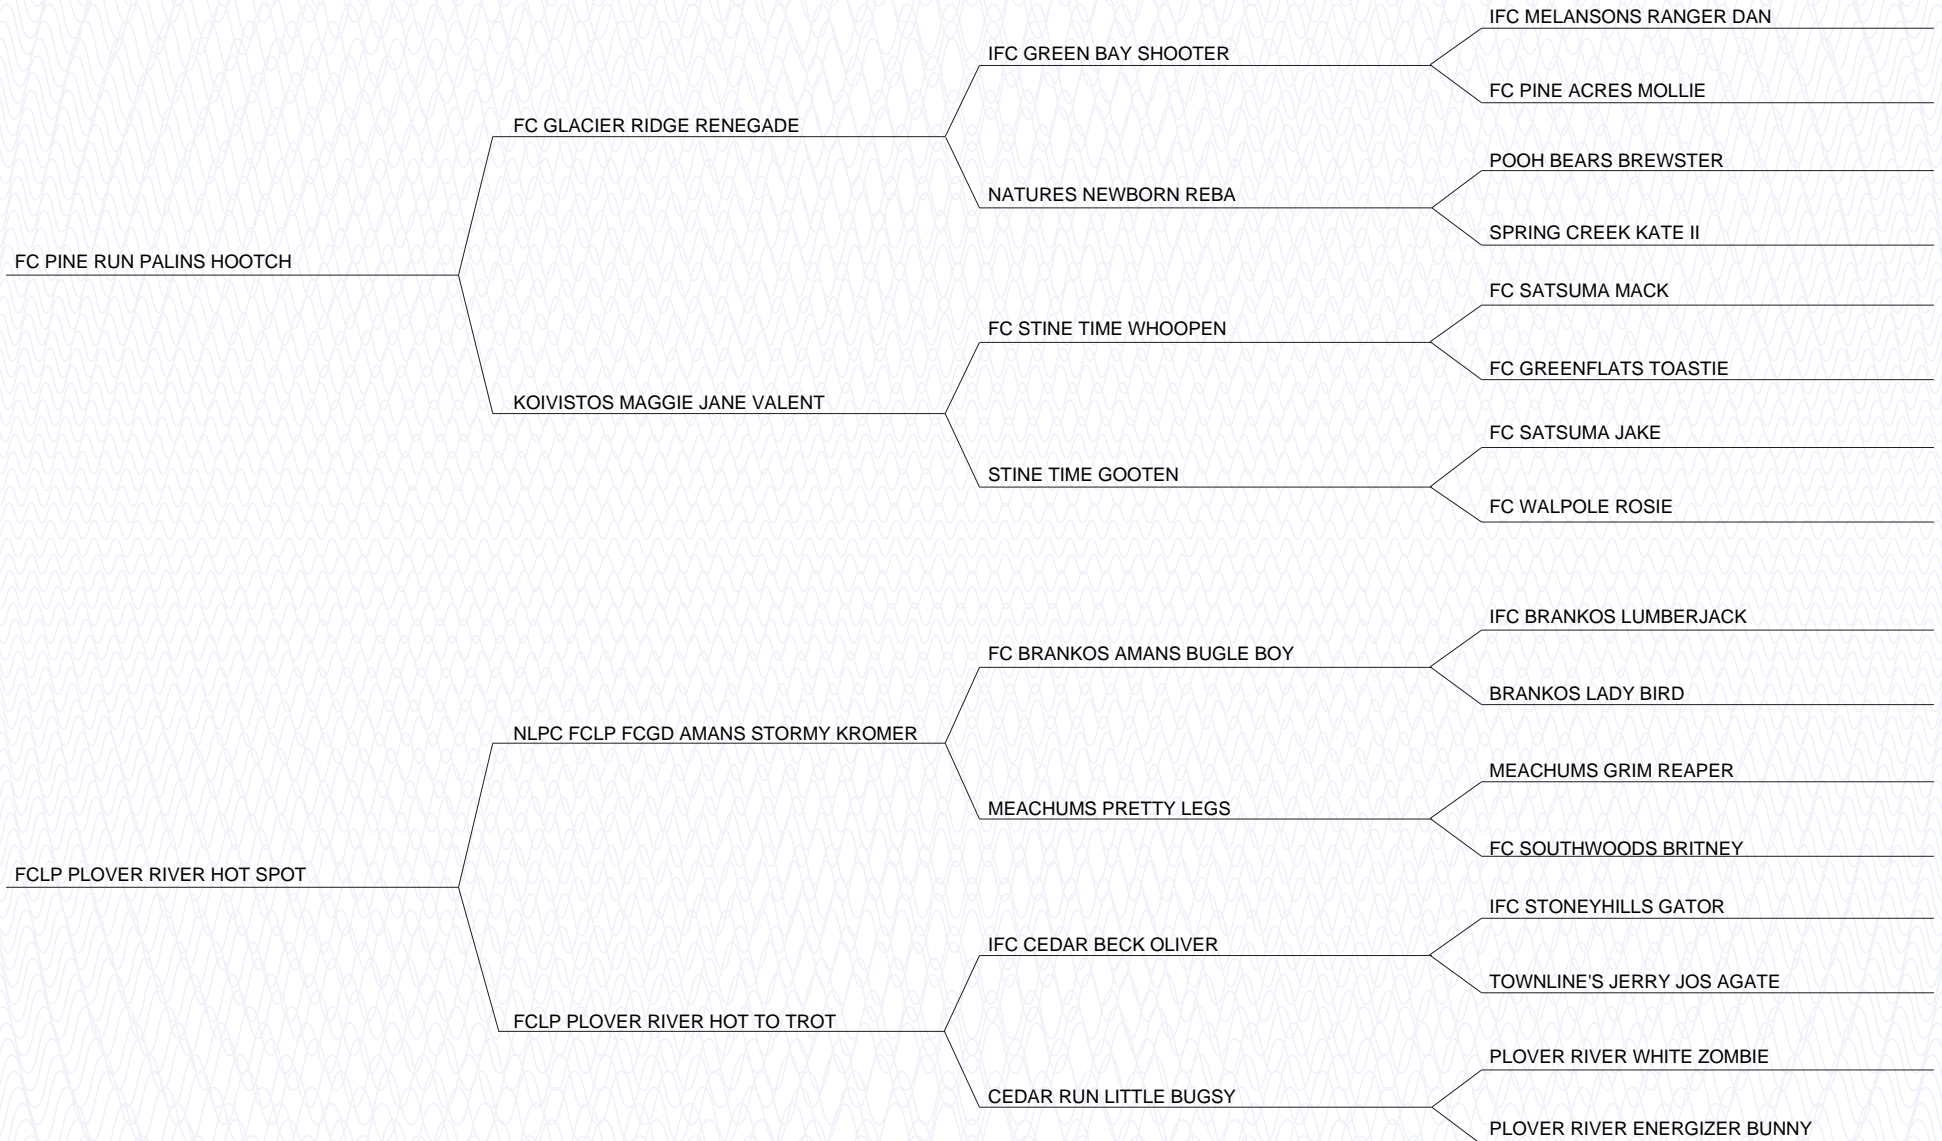 IFC MELANSONS RANGER DAN
IFC GREEN BAY SHOOTER
FC PINE ACRES MOLLIE
FC GLACIER RIDGE RENEGADE
POOH BEARS BREWSTER
NATURES NEWBORN REBA
SPRING CREEK KATE II
FC PINE RUN PALINS HOOTCH
FC SATSUMA MACK
FC STINE TIME WHOOPEN
FC GREENFLATS TOASTIE
KOIVISTOS MAGGIE JANE VALENT
FC SATSUMA JAKE
STINE TIME GOOTEN
FC WALPOLE ROSIE
IFC BRANKOS LUMBERJACK
FC BRANKOS AMANS BUGLE BOY
BRANKOS LADY BIRD
NLPC FCLP FCGD AMANS STORMY KROMER
MEACHUMS GRIM REAPER
MEACHUMS PRETTY LEGS
FC SOUTHWOODS BRITNEY
FCLP PLOVER RIVER HOT SPOT
IFC STONEYHILLS GATOR
IFC CEDAR BECK OLIVER
TOWNLINE'S JERRY JOS AGATE
FCLP PLOVER RIVER HOT TO TROT
PLOVER RIVER WHITE ZOMBIE
CEDAR RUN LITTLE BUGSY
PLOVER RIVER ENERGIZER BUNNY